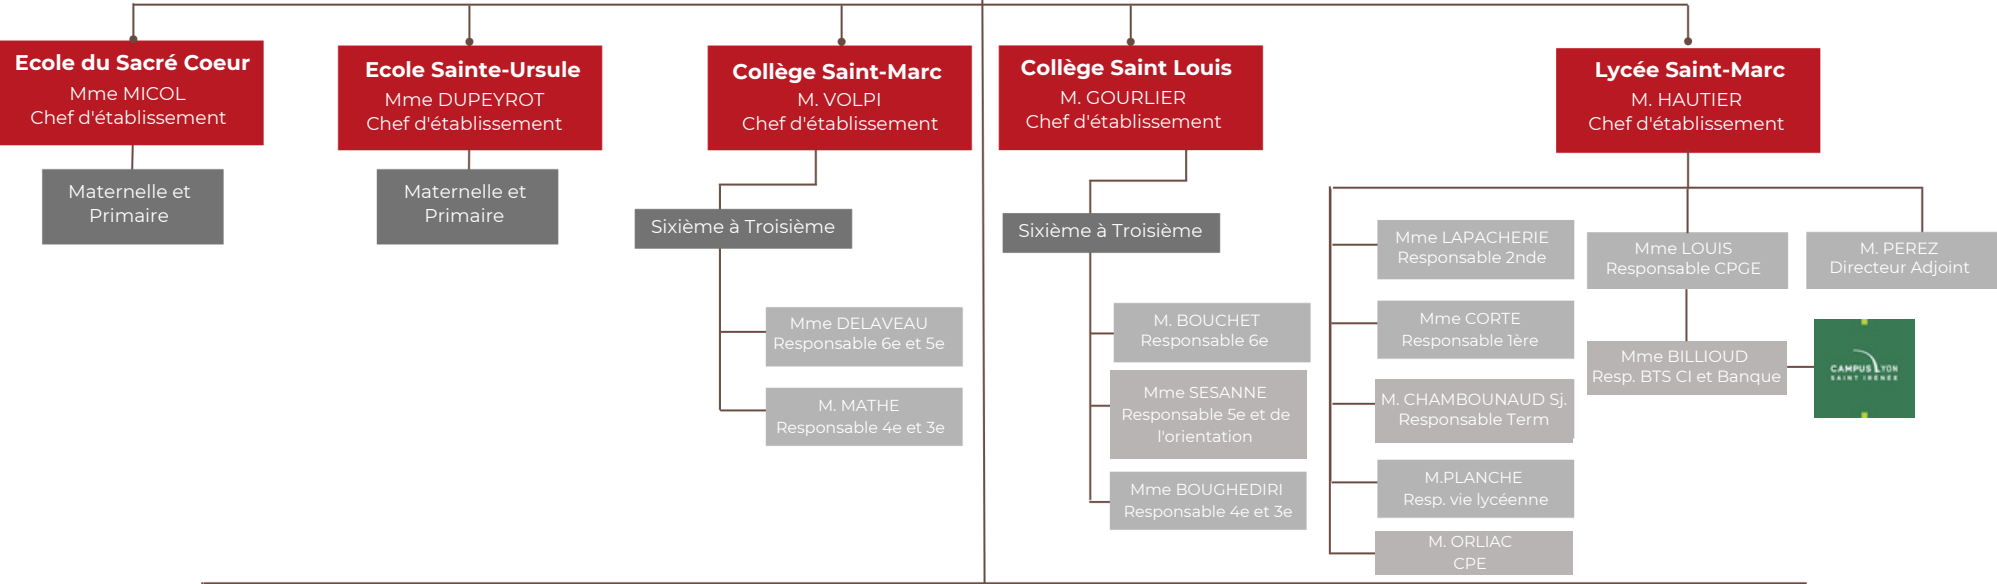 Ecole du Sacré Coeur
Mme MICOL
Chef d'établissement
Maternelle et
Primaire
Ecole Sainte-Ursule
Mme DUPEYROT
Chef d'établissement
Maternelle et
Primaire
Collège Saint-Marc
M. VOLPI
Chef d'établissement
Sixième à Troisième
Mme DELAVEAU
Responsable 6e et 5e
M. MATHE
Responsable 4e et 3e
Collège Saint Louis
M. GOURLIER
Chef d'établissement
Sixième à Troisième
M. BOUCHET
Responsable 6e
Mme SESANNE
Responsable 5e et de
l'orientation
Mme BOUGHEDIRI
Responsable 4e et 3e
Lycée Saint-Marc
M. HAUTIER
Chef d'établissement
Mme LAPACHERIE
Responsable 2nde
Mme CORTE
Responsable 1ère
M. CHAMBOUNAUD Sj.
Responsable Term
M.PLANCHE
Resp. vie lycéenne
M. ORLIAC
CPE
Mme LOUIS
Responsable CPGE
Mme BILLIOUD
Resp. BTS CI et Banque
M. PEREZ
Directeur Adjoint
CAMPUS LYON
SAINT IRENÉE